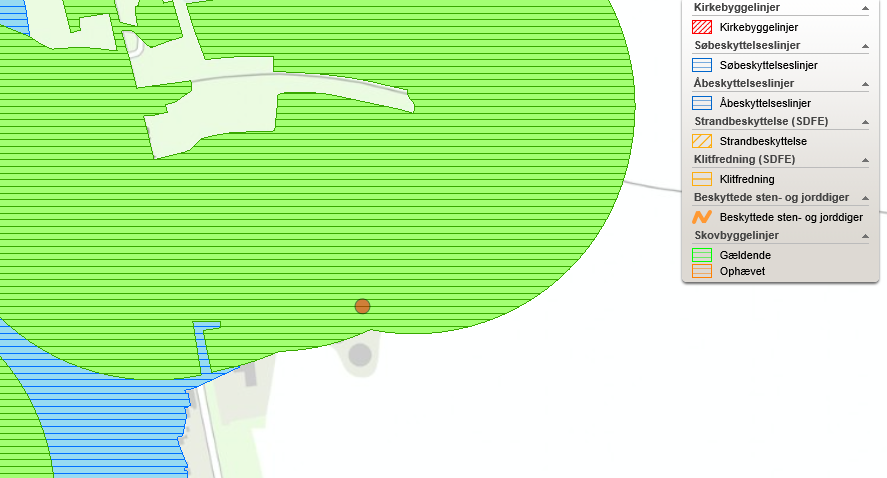 Kirkebyggelinjer
Kirkebyggelinjer
Søbeskyttelseslinjer
Søbeskyttelseslinjer
Åbeskyttelseslinjer
Åbeskyttelseslinjer
Strandbeskyttelse (SDFE)
Strandbeskyttelse
Klitfredning (SDFE)
Klitfredning
Beskyttede sten- og jorddiger
Beskyttede sten- og jorddiger
Skovbyggelinjer
Gældende
Ophævet